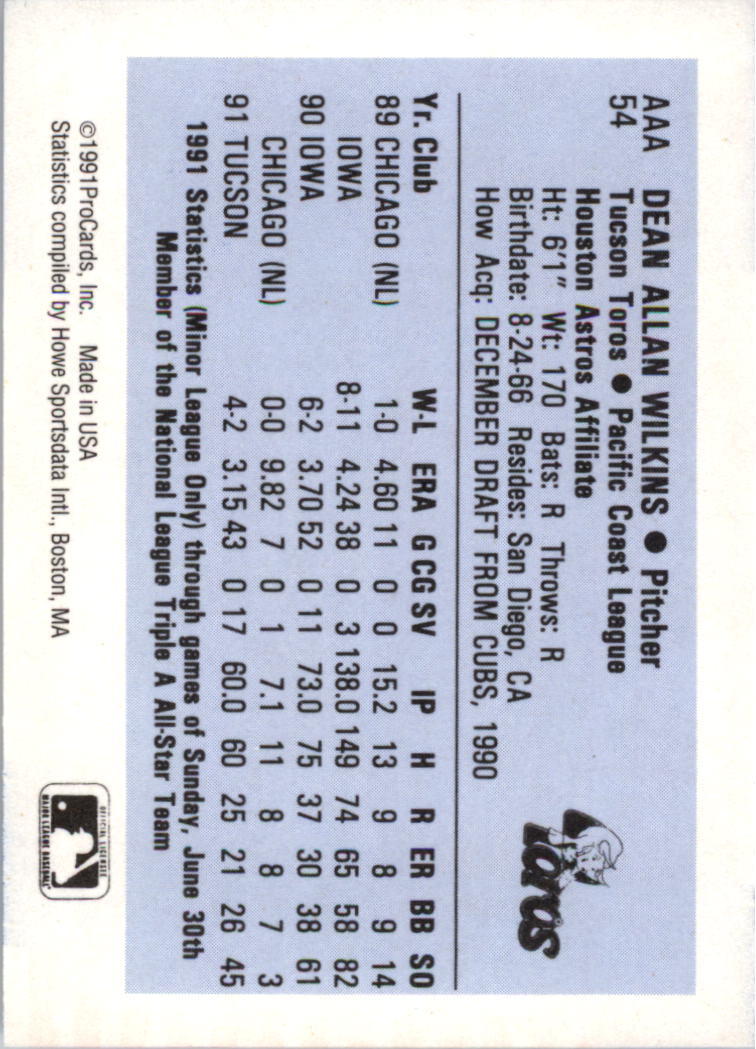 AAA DEAN ALLAN WILKINS ● Pitcher
54 Tucson Toros ● Pacific Coast League
Houston Astros Affiliate
Ht: 6'1" Wt: 170 Bats: R Throws: R
Birthdate: 8-24-66 Resides: San Diego, CA
How Acq: DECEMBER DRAFT FROM CUBS, 1990
Toros
Yr. Club W-L ERA G CG SV IP H R ER BB SO
89 CHICAGO (NL) 1-0 4.60 11 0 0 15.2 13 9 8 9 14
IOWA 8-11 4.24 38 0 3 138.0 149 74 65 58 82
90 IOWA 6-2 3.70 52 0 11 73.0 75 37 30 38 61
CHICAGO (NL) 0-0 9.82 7 0 1 7.1 11 8 8 7 3
91 TUCSON 4-2 3.15 43 0 17 60.0 60 25 21 26 45
1991 Statistics (Minor League Only) through games of Sunday, June 30th
Member of the National League Triple A All-Star Team
©1991ProCards, Inc. Made in USA
Statistics compiled by Howe Sportsdata Intl., Boston, MA
OFFICIAL LICENSEE
MAJOR LEAGUE BASEBALL